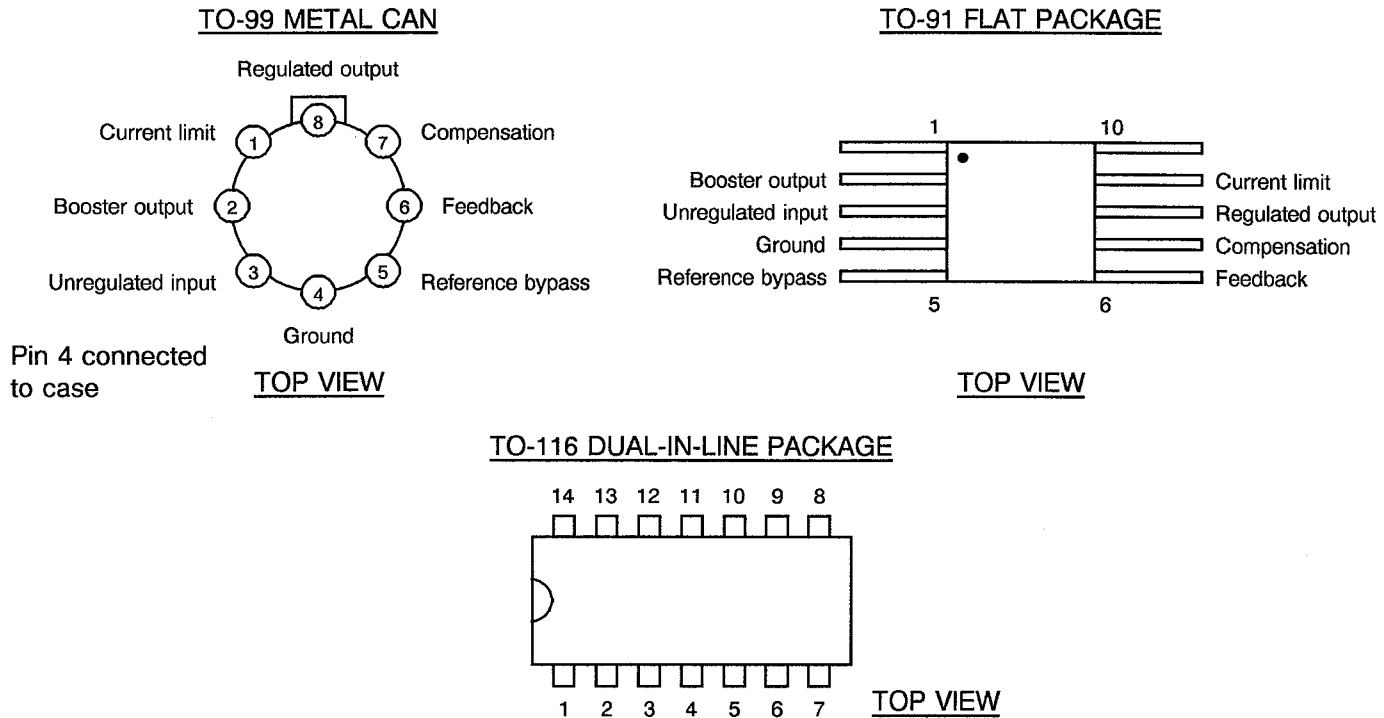 TO-99 METAL CAN
Regulated output
Current limit
Compensation
8
1
7
Booster output
2
6
Feedback
Unregulated input
3
5
Reference bypass
4
Ground
Pin 4 connected
to case
TOP VIEW
TO-91 FLAT PACKAGE
1
10
Booster output
Current limit
Unregulated input
Regulated output
Ground
Compensation
Reference bypass
Feedback
5
6
TOP VIEW
TO-116 DUAL-IN-LINE PACKAGE
14 13 12 11 10 9 8
1 2 3 4 5 6 7
TOP VIEW